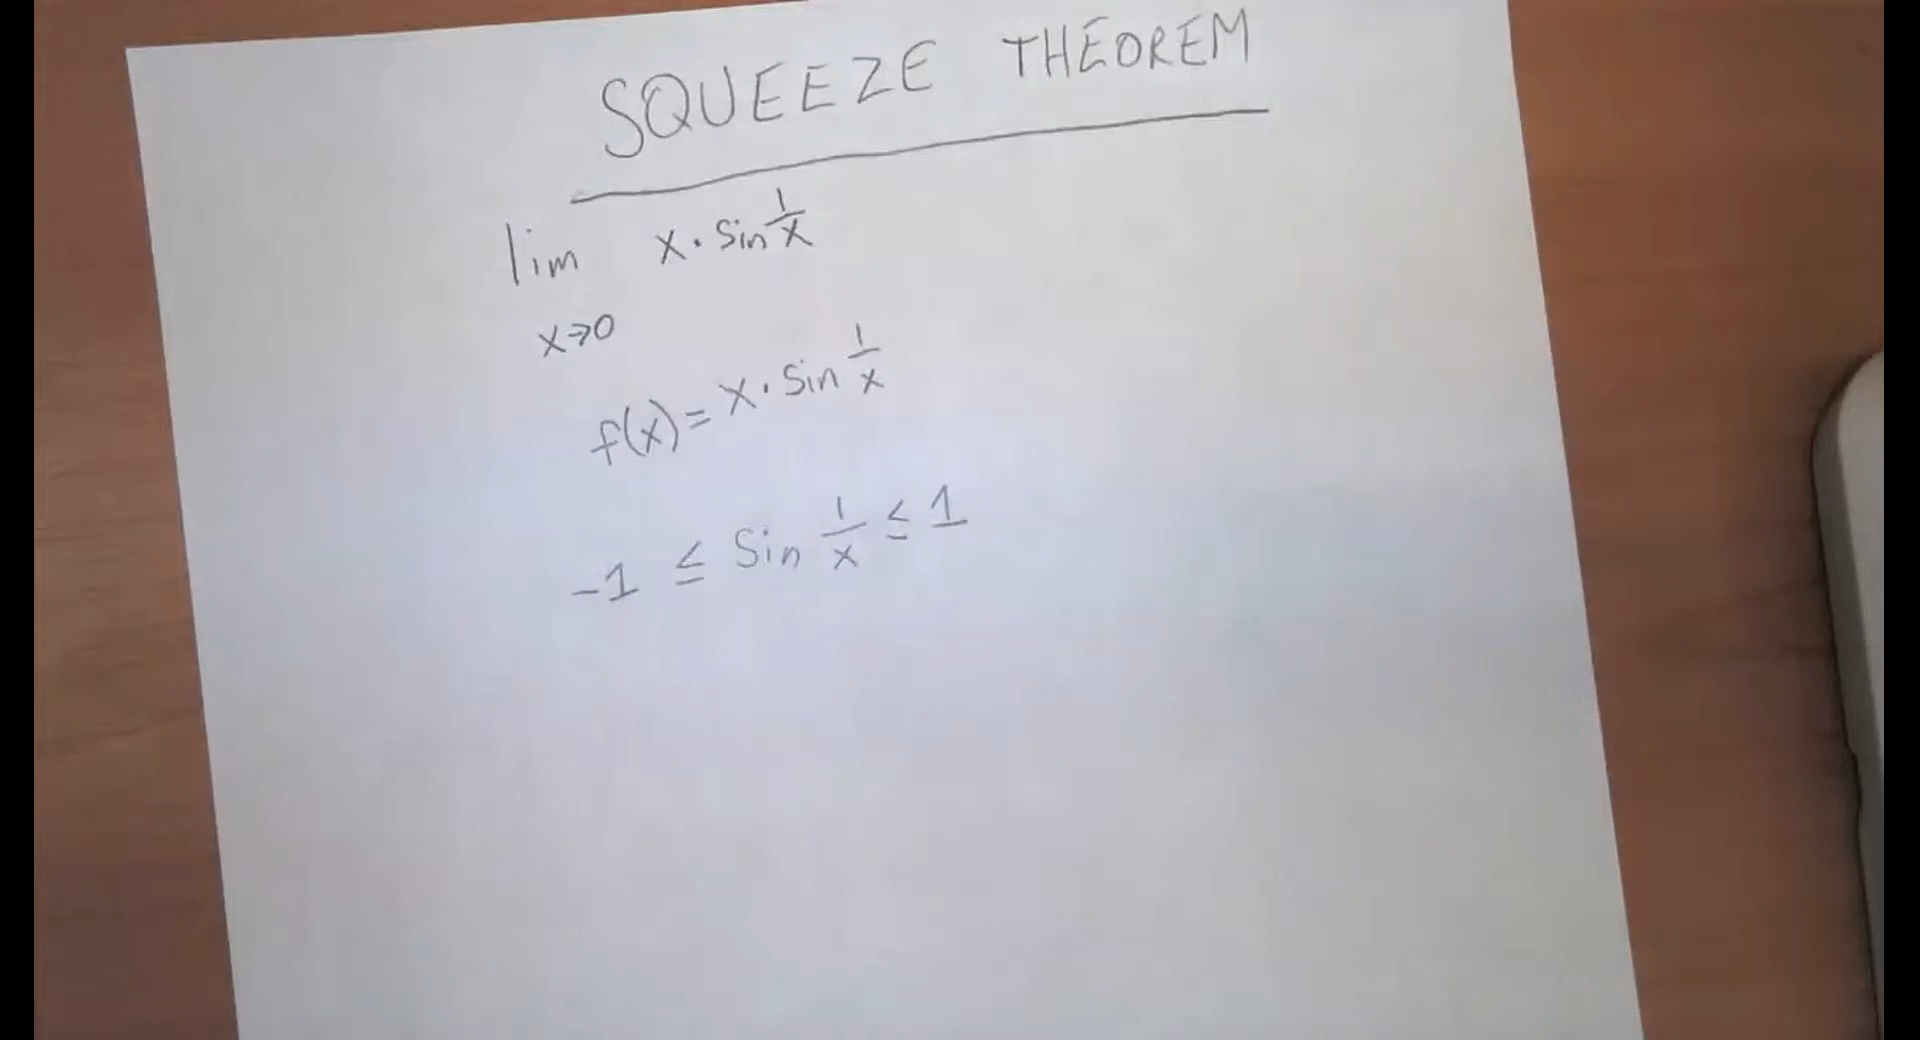 SQUEEZE THEOREM
lim x · sin 1/x
x→0
f(x) = x · sin 1/x
-1 ≤ sin 1/x ≤ 1